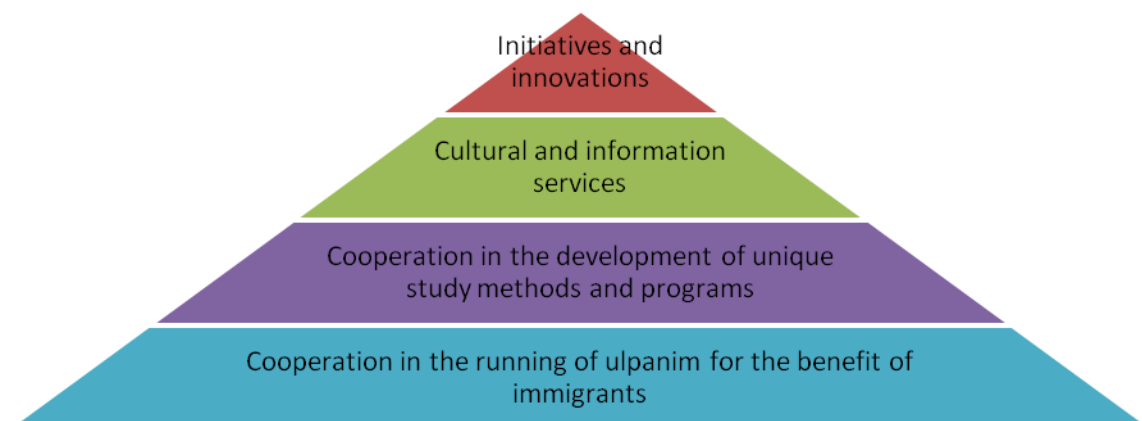 Initiatives and
innovations
Cultural and information
services
Cooperation in the development of unique
study methods and programs
Cooperation in the running of ulpanim for the benefit of
immigrants